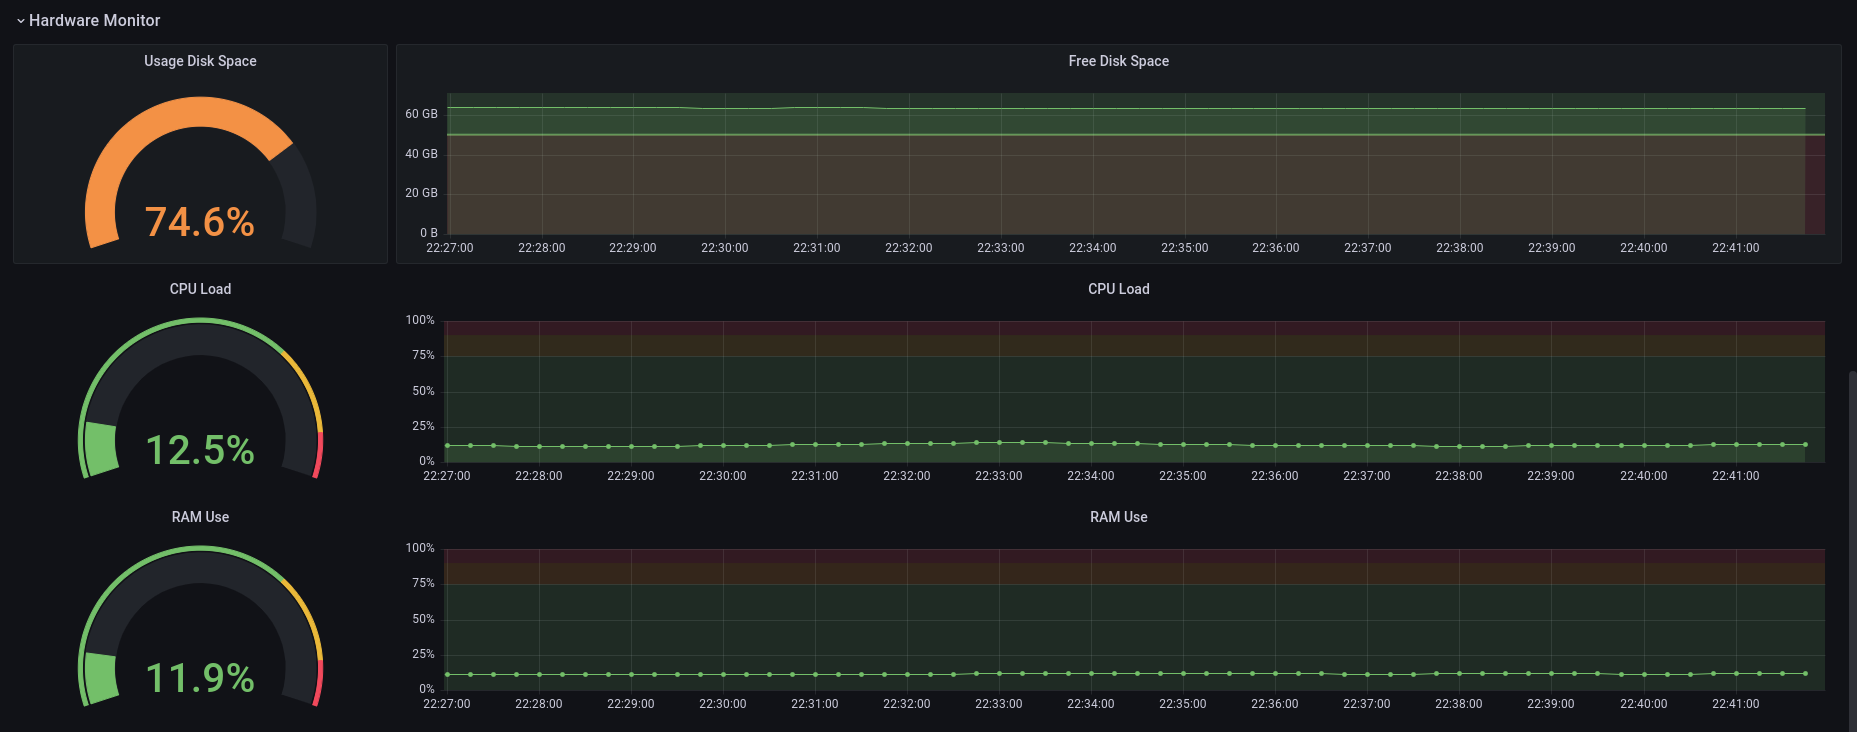 Hardware Monitor
Usage Disk Space
74.6%
Free Disk Space
60 GB
40 GB
20 GB
0 B
22:27:00 22:28:00 22:29:00 22:30:00 22:31:00 22:32:00 22:33:00 22:34:00 22:35:00 22:36:00 22:37:00 22:38:00 22:39:00 22:40:00 22:41:00
CPU Load
12.5%
CPU Load
100%
75%
50%
25%
0%
22:27:00 22:28:00 22:29:00 22:30:00 22:31:00 22:32:00 22:33:00 22:34:00 22:35:00 22:36:00 22:37:00 22:38:00 22:39:00 22:40:00 22:41:00
RAM Use
11.9%
RAM Use
100%
75%
50%
25%
0%
22:27:00 22:28:00 22:29:00 22:30:00 22:31:00 22:32:00 22:33:00 22:34:00 22:35:00 22:36:00 22:37:00 22:38:00 22:39:00 22:40:00 22:41:00